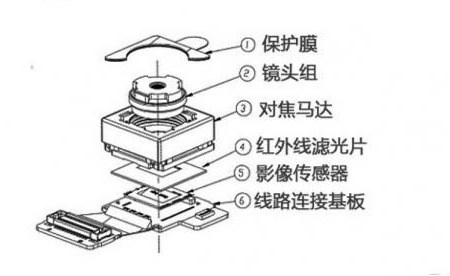 ① 保护膜
② 镜头组
③ 对焦马达
④ 红外线滤光片
⑤ 影像传感器
⑥ 线路连接基板